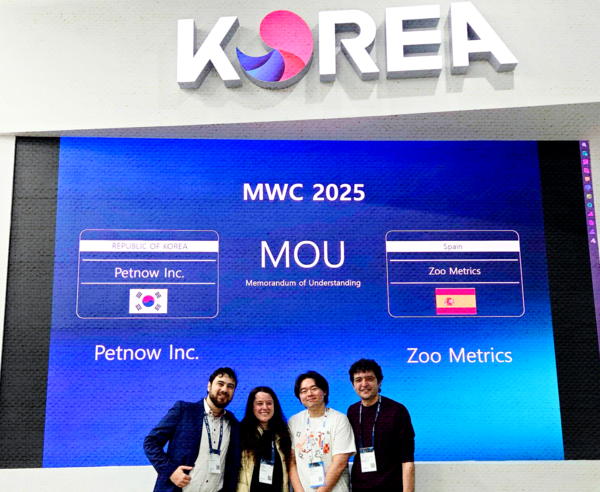 KOREA
MWC 2025
REPUBLIC OF KOREA
Petnow Inc.
MOU
Memorandum of Understanding
Spain
Zoo Metrics
Petnow Inc.
Zoo Metrics